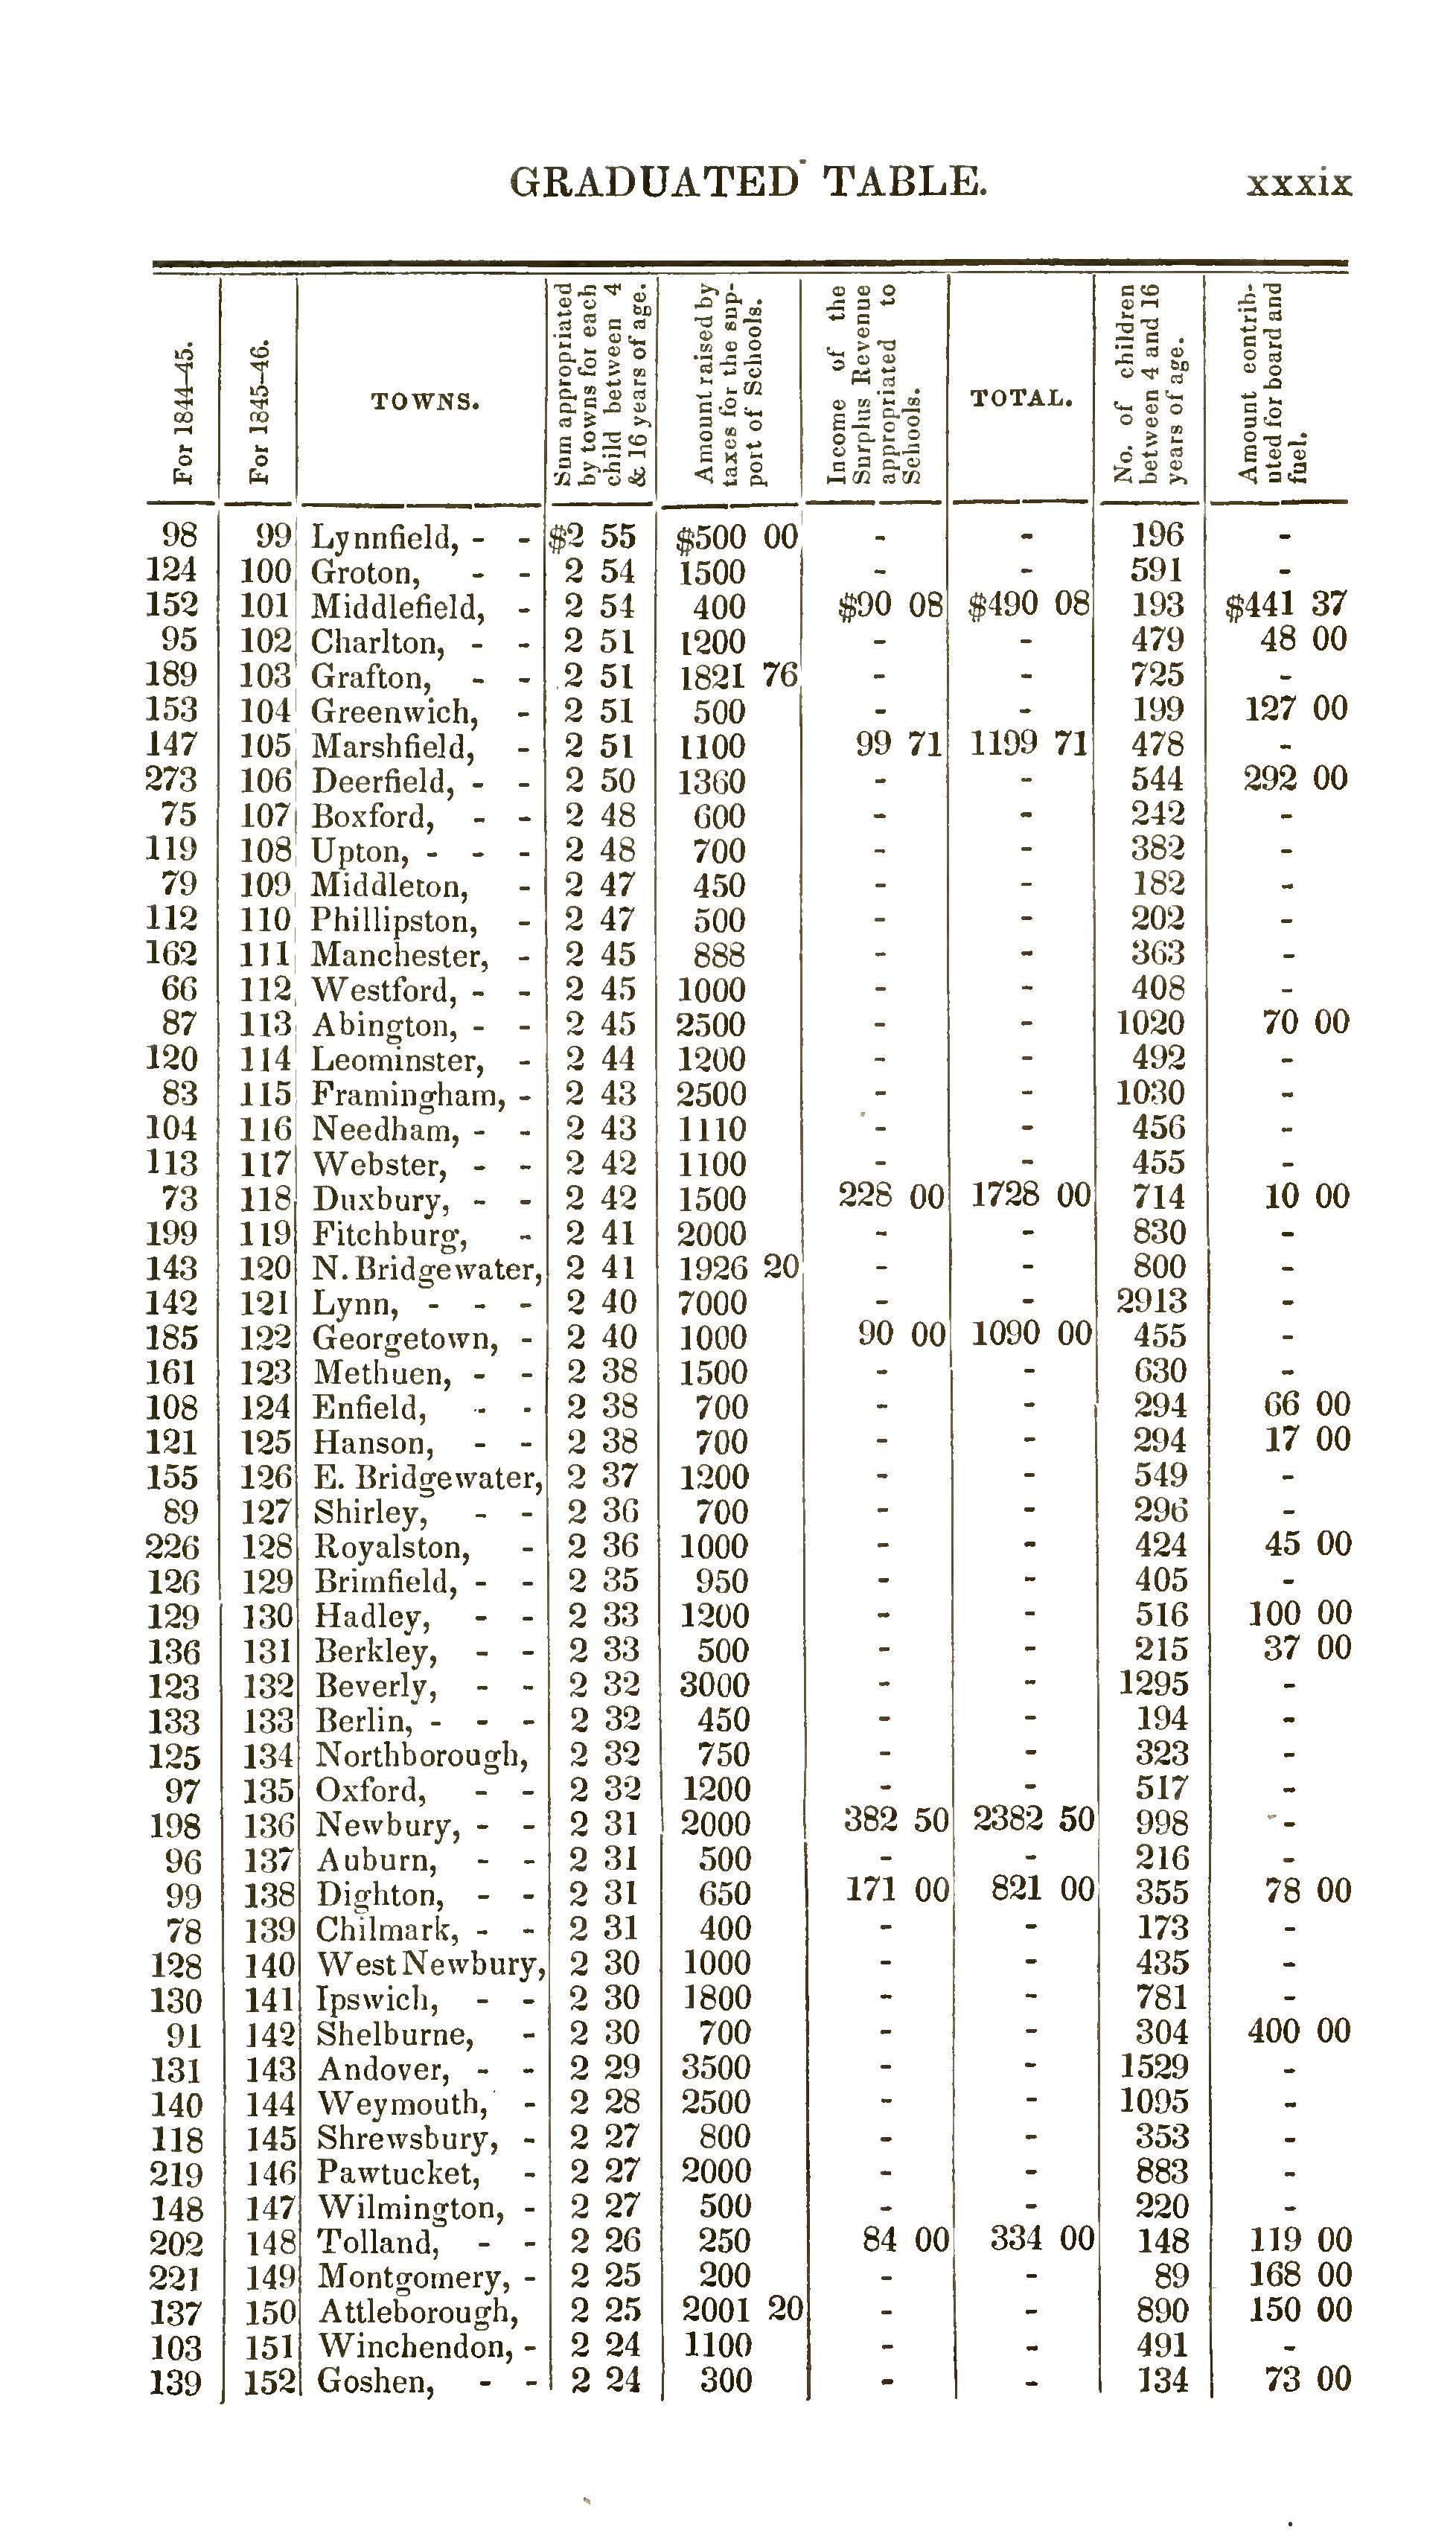 GRADUATED TABLE. xxxix
For 1844–45. For 1845–46. TOWNS. Sum appropriated by towns for each child between 4 & 16 years of age. Amount raised by taxes for the support of Schools. Income of the Surplus Revenue appropriated to Schools. TOTAL. No. of children between 4 and 16 years of age. Amount contributed for board and fuel.
98 99 Lynnfield, - - $2 55 $500 00 - - 196 -
124 100 Groton, - - 2 54 1500 - - 591 -
152 101 Middlefield, - 2 54 400 $90 08 $490 08 193 $441 37
95 102 Charlton, - - 2 51 1200 - - 479 48 00
189 103 Grafton, - - 2 51 1821 76 - - 725 -
153 104 Greenwich, - 2 51 500 - - 199 127 00
147 105 Marshfield, - 2 51 1100 99 71 1199 71 478 -
273 106 Deerfield, - - 2 50 1360 - - 544 292 00
75 107 Boxford, - - 2 48 600 - - 242 -
119 108 Upton, - - - 2 48 700 - - 382 -
79 109 Middleton, - 2 47 450 - - 182 -
112 110 Phillipston, - 2 47 500 - - 202 -
162 111 Manchester, - 2 45 888 - - 363 -
66 112 Westford, - - 2 45 1000 - - 408 -
87 113 Abington, - - 2 45 2500 - - 1020 70 00
120 114 Leominster, - 2 44 1200 - - 492 -
83 115 Framingham, - 2 43 2500 - - 1030 -
104 116 Needham, - - 2 43 1110 - - 456 -
113 117 Webster, - - 2 42 1100 - - 455 -
73 118 Duxbury, - - 2 42 1500 228 00 1728 00 714 10 00
199 119 Fitchburg, - 2 41 2000 - - 830 -
143 120 N. Bridgewater, 2 41 1926 20 - - 800 -
142 121 Lynn, - - - 2 40 7000 - - 2913 -
185 122 Georgetown, - 2 40 1000 90 00 1090 00 455 -
161 123 Methuen, - - 2 38 1500 - - 630 -
108 124 Enfield, - - 2 38 700 - - 294 66 00
121 125 Hanson, - - 2 38 700 - - 294 17 00
155 126 E. Bridgewater, 2 37 1200 - - 549 -
89 127 Shirley, - - 2 36 700 - - 296 -
226 128 Royalston, - 2 36 1000 - - 424 45 00
126 129 Brimfield, - - 2 35 950 - - 405 -
129 130 Hadley, - - 2 33 1200 - - 516 100 00
136 131 Berkley, - - 2 33 500 - - 215 37 00
123 132 Beverly, - - 2 32 3000 - - 1295 -
133 133 Berlin, - - - 2 32 450 - - 194 -
125 134 Northborough, 2 32 750 - - 323 -
97 135 Oxford, - - 2 32 1200 - - 517 -
198 136 Newbury, - - 2 31 2000 382 50 2382 50 998 -
96 137 Auburn, - - 2 31 500 - - 216 -
99 138 Dighton, - - 2 31 650 171 00 821 00 355 78 00
78 139 Chilmark, - - 2 31 400 - - 173 -
128 140 West Newbury, 2 30 1000 - - 435 -
130 141 Ipswich, - - 2 30 1800 - - 781 -
91 142 Shelburne, - 2 30 700 - - 304 400 00
131 143 Andover, - - 2 29 3500 - - 1529 -
140 144 Weymouth, - 2 28 2500 - - 1095 -
118 145 Shrewsbury, - 2 27 800 - - 353 -
219 146 Pawtucket, - 2 27 2000 - - 883 -
148 147 Wilmington, - 2 27 500 - - 220 -
202 148 Tolland, - - 2 26 250 84 00 334 00 148 119 00
221 149 Montgomery, - 2 25 200 - - 89 168 00
137 150 Attleborough, 2 25 2001 20 - - 890 150 00
103 151 Winchendon, - 2 24 1100 - - 491 -
139 152 Goshen, - - 2 24 300 - - 134 73 00